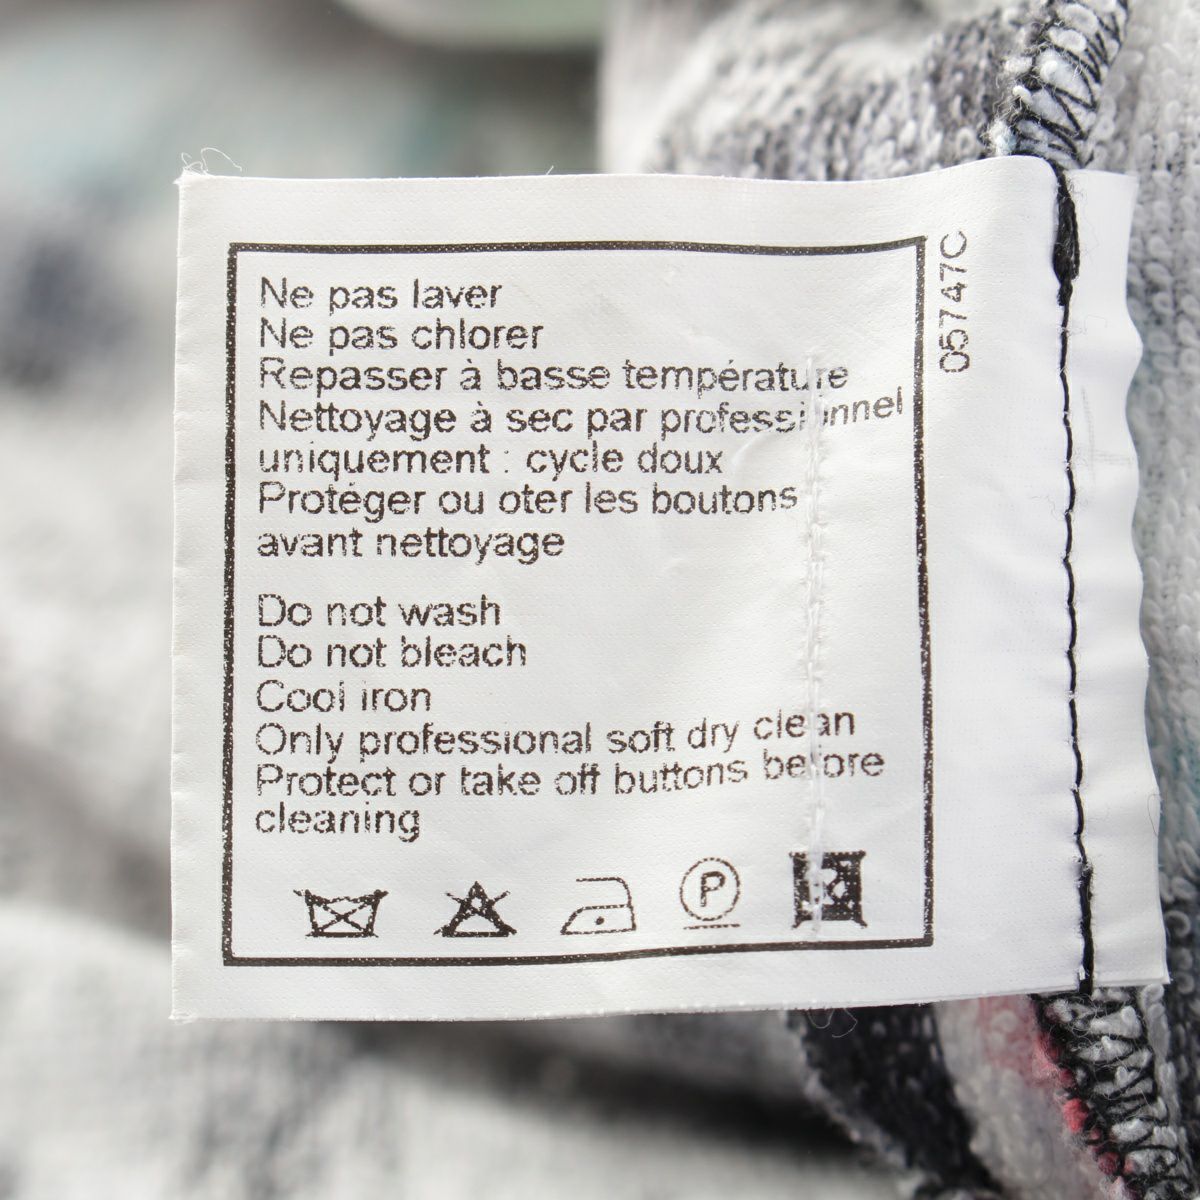 Ne pas laver
Ne pas chlorer
Repasser à basse température
Nettoyage à sec par professionnel
uniquement : cycle doux
Protéger ou oter les boutons
avant nettoyage
Do not wash
Do not bleach
Cool iron
Only professional soft dry clean
Protect or take off buttons before
cleaning
P
05747C